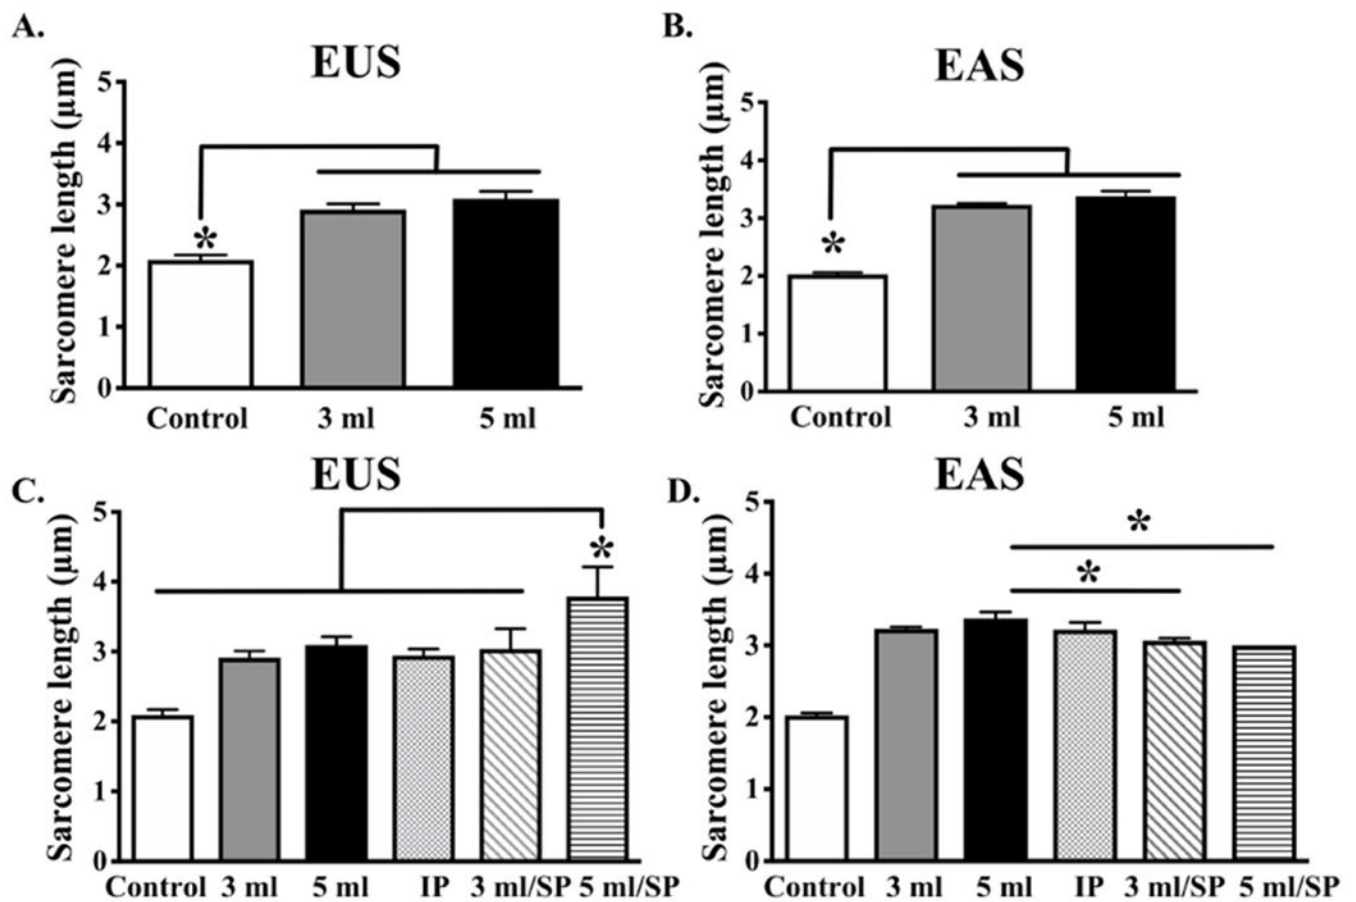 A.
EUS
Sarcomere length (μm)
5
4
3
2
1
0
*
Control 3 ml 5 ml
B.
EAS
Sarcomere length (μm)
5
4
3
2
1
0
*
Control 3 ml 5 ml
C.
EUS
Sarcomere length (μm)
5
4
3
2
1
0
*
Control 3 ml 5 ml IP 3 ml/SP 5 ml/SP
D.
EAS
Sarcomere length (μm)
5
4
3
2
1
0
*
*
Control 3 ml 5 ml IP 3 ml/SP 5 ml/SP